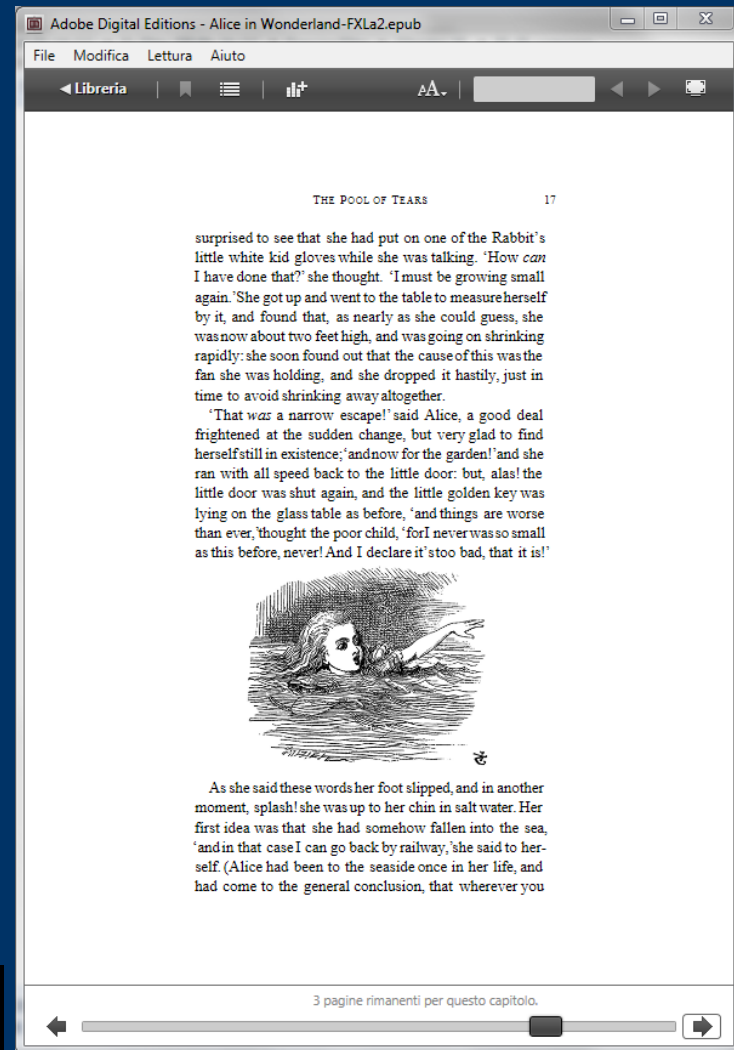 Adobe Digital Editions - Alice in Wonderland-FXLa2.epub
File Modifica Lettura Aiuto
Libreria AA
THE POOL OF TEARS 17
surprised to see that she had put on one of the Rabbit's
little white kid gloves while she was talking. ‘How can
I have done that?’ she thought. ‘I must be growing small
again.’ She got up and went to the table to measure herself
by it, and found that, as nearly as she could guess, she
was now about two feet high, and was going on shrinking
rapidly: she soon found out that the cause of this was the
fan she was holding, and she dropped it hastily, just in
time to avoid shrinking away altogether.
‘That was a narrow escape!’ said Alice, a good deal
frightened at the sudden change, but very glad to find
herself still in existence; ‘and now for the garden!’ and she
ran with all speed back to the little door: but, alas! the
little door was shut again, and the little golden key was
lying on the glass table as before, ‘and things are worse
than ever,’ thought the poor child, ‘for I never was so small
as this before, never! And I declare it's too bad, that it is!’
As she said these words her foot slipped, and in another
moment, splash! she was up to her chin in salt water. Her
first idea was that she had somehow fallen into the sea,
‘and in that case I can go back by railway,’ she said to her-
self. (Alice had been to the seaside once in her life, and
had come to the general conclusion, that wherever you
3 pagine rimanenti per questo capitolo.